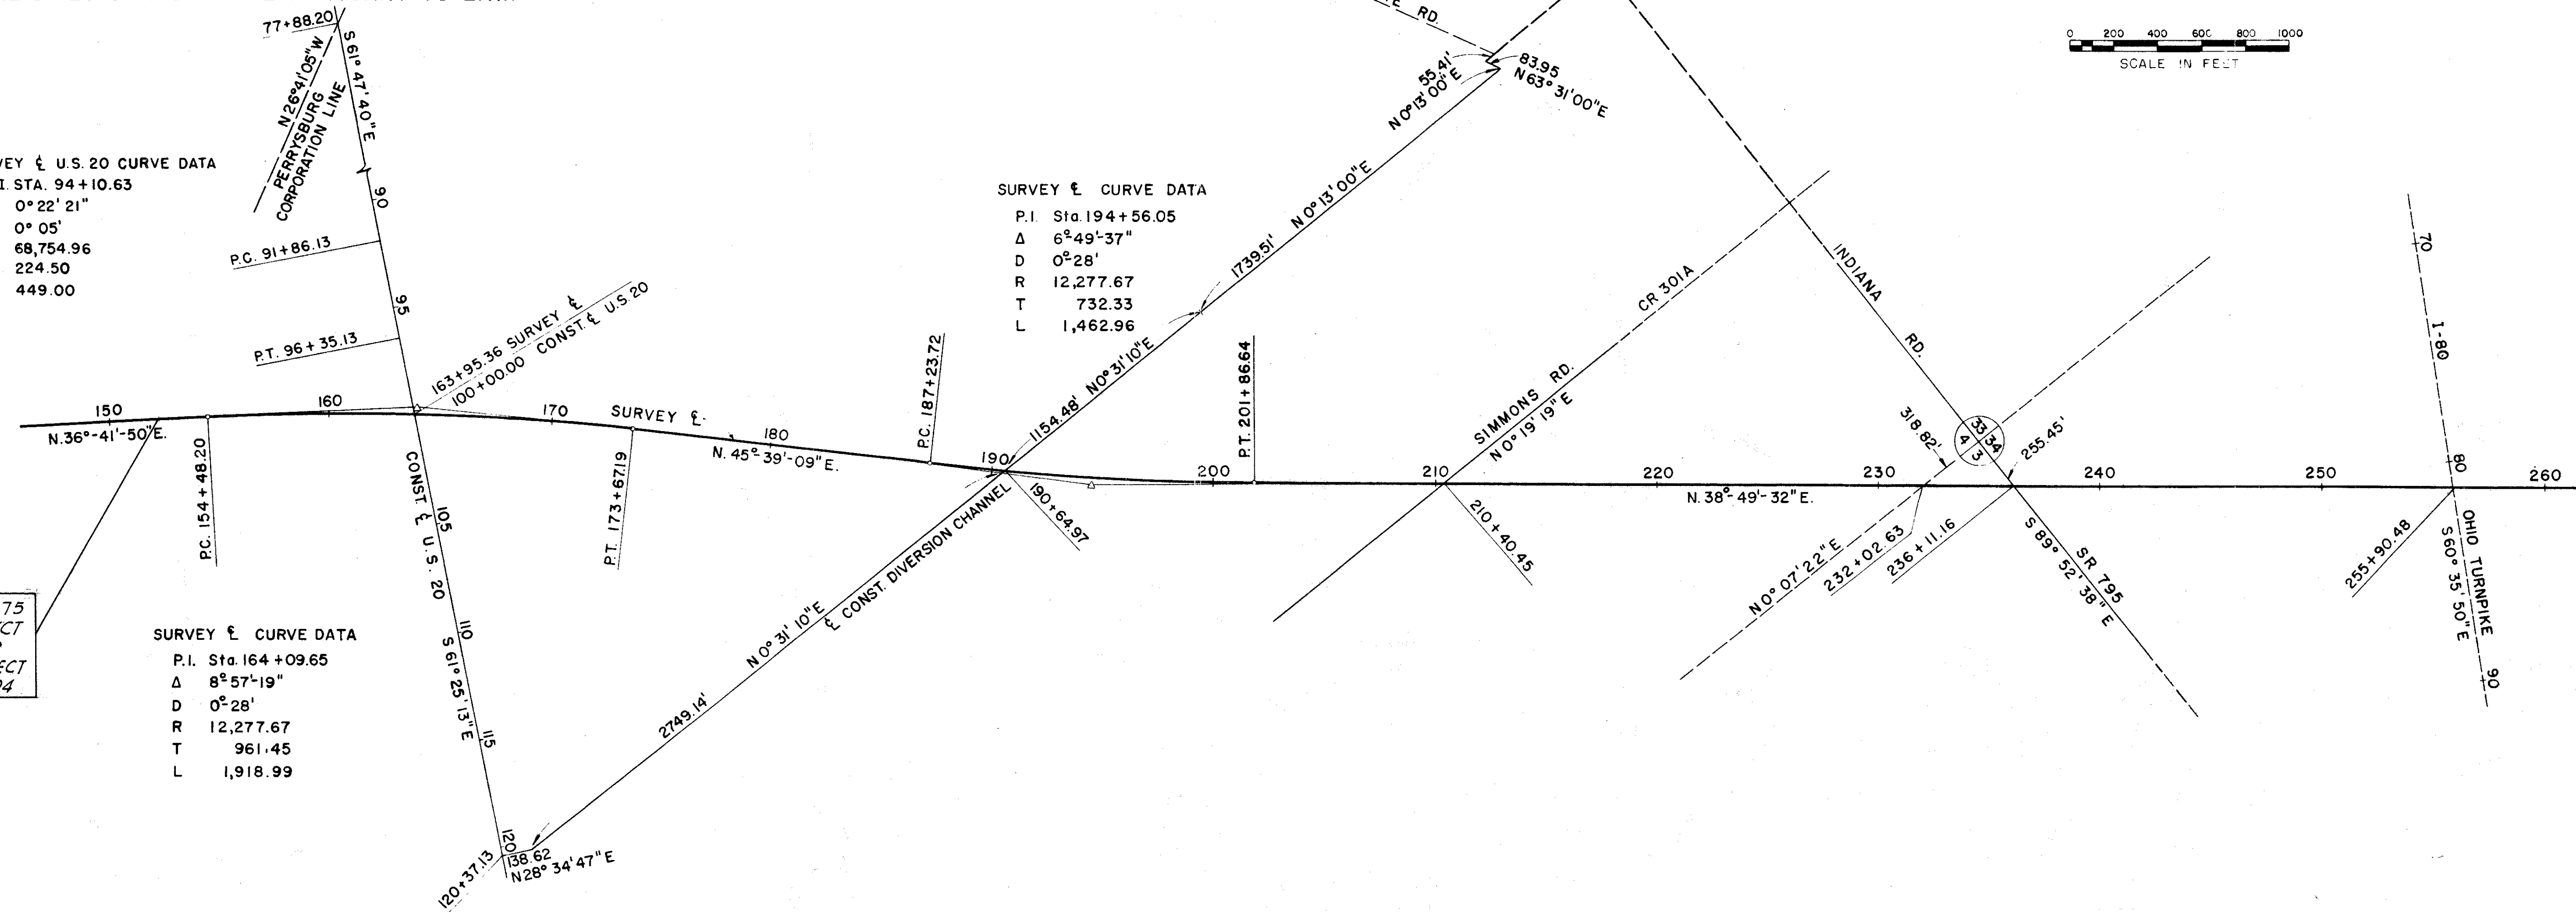 77+88.20
S 61° 47' 40" E
N 26° 41' 05" W
PERRYSBURG
CORPORATION LINE
RD.
55.41'
N 0° 13' 00" E
83.95
N 63° 31' 00" E
0 200 400 600 800 1000
SCALE IN FEET
℄ U.S. 20 CURVE DATA
STA. 94+10.63
0° 22' 21"
0° 05'
68,754.96
224.50
449.00
90
P.C. 91+86.13
95
P.T. 96+35.13
163+95.36 SURVEY ℄
100+00.00 CONST. ℄ U.S. 20
SURVEY ℄ CURVE DATA
P.I. Sta. 194+56.05
Δ 6°-49'-37"
D 0°-28'
R 12,277.67
T 732.33
L 1,462.96
1739.51' N 0° 13' 00" E
1154.48' N 0° 31' 10" E
P.C. 187+23.72
P.T. 201+86.64
SIMMONS RD. CR 301A
N 0° 19' 19" E
INDIANA RD.
70
I-80
80
318.82'
33 34
4 3
255.45'
150 160 170 180 190 200 210 220 230 240 250 260
SURVEY ℄
N. 36°-41'-50" E.
N. 45°-39'-09" E.
N. 38°-49'-32" E.
P.C. 154+48.20
P.T. 173+67.19
190+64.97
210+40.45
N 0° 07' 22" E
232+02.63
236+11.16
SR 795
S 89° 52' 38" E
255+90.48
OHIO TURNPIKE
S 60° 35' 50" E
90
CONST. ℄ U.S. 20
105
110
S 61° 25' 13" E
115
120
℄ CONST. DIVERSION CHANNEL
N 0° 31' 10" E
2749.14'
75
SURVEY ℄ CURVE DATA
P.I. Sta. 164+09.65
Δ 8°-57'-19"
D 0°-28'
R 12,277.67
T 961.45
L 1,918.99
120+37.13
138.62
N 28° 34' 47" E